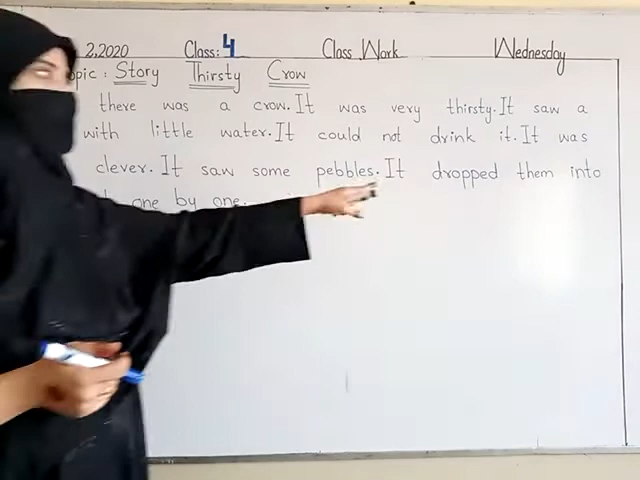 2,2020 Class: 4 Class Work Wednesday
pic : Story Thirsty Crow
there was a crow. It was very thirsty. It saw a
with little water. It could not drink it. It was
clever. It saw some pebbles. It dropped them into
one by one.